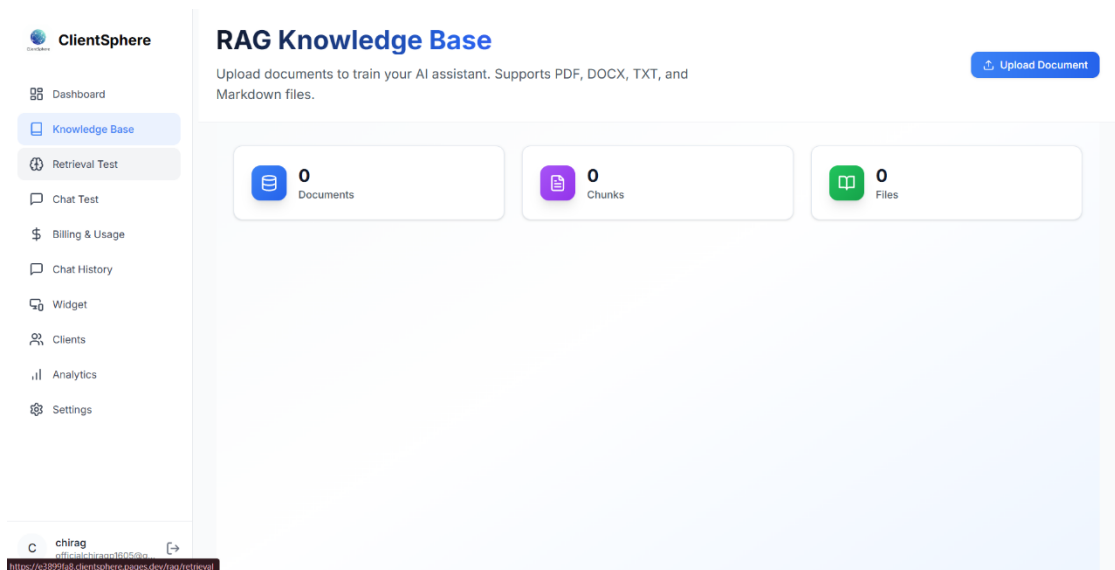 ClientSphere
Dashboard
Knowledge Base
Retrieval Test
Chat Test
Billing & Usage
Chat History
Widget
Clients
Analytics
Settings
C
chirag
officialchiragp1605@g...
https://e3899fa8.clientsphere.pages.dev/rag/retrieval
RAG Knowledge Base
Upload documents to train your AI assistant. Supports PDF, DOCX, TXT, and
Markdown files.
Upload Document
0
Documents
0
Chunks
0
Files